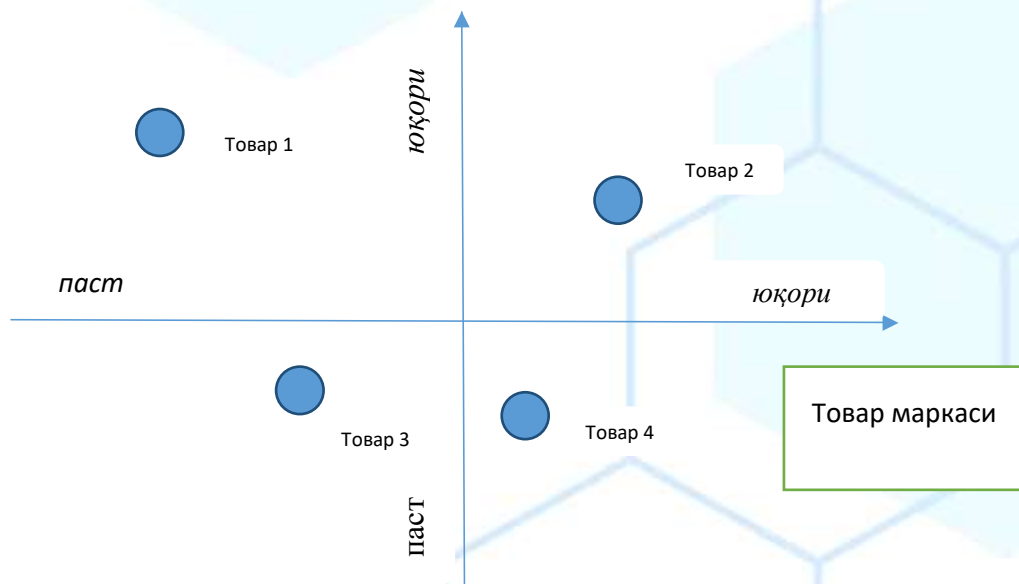 юқори
Товар 1
Товар 2
паст
юқори
Товар 3
Товар 4
Товар маркаси
паст